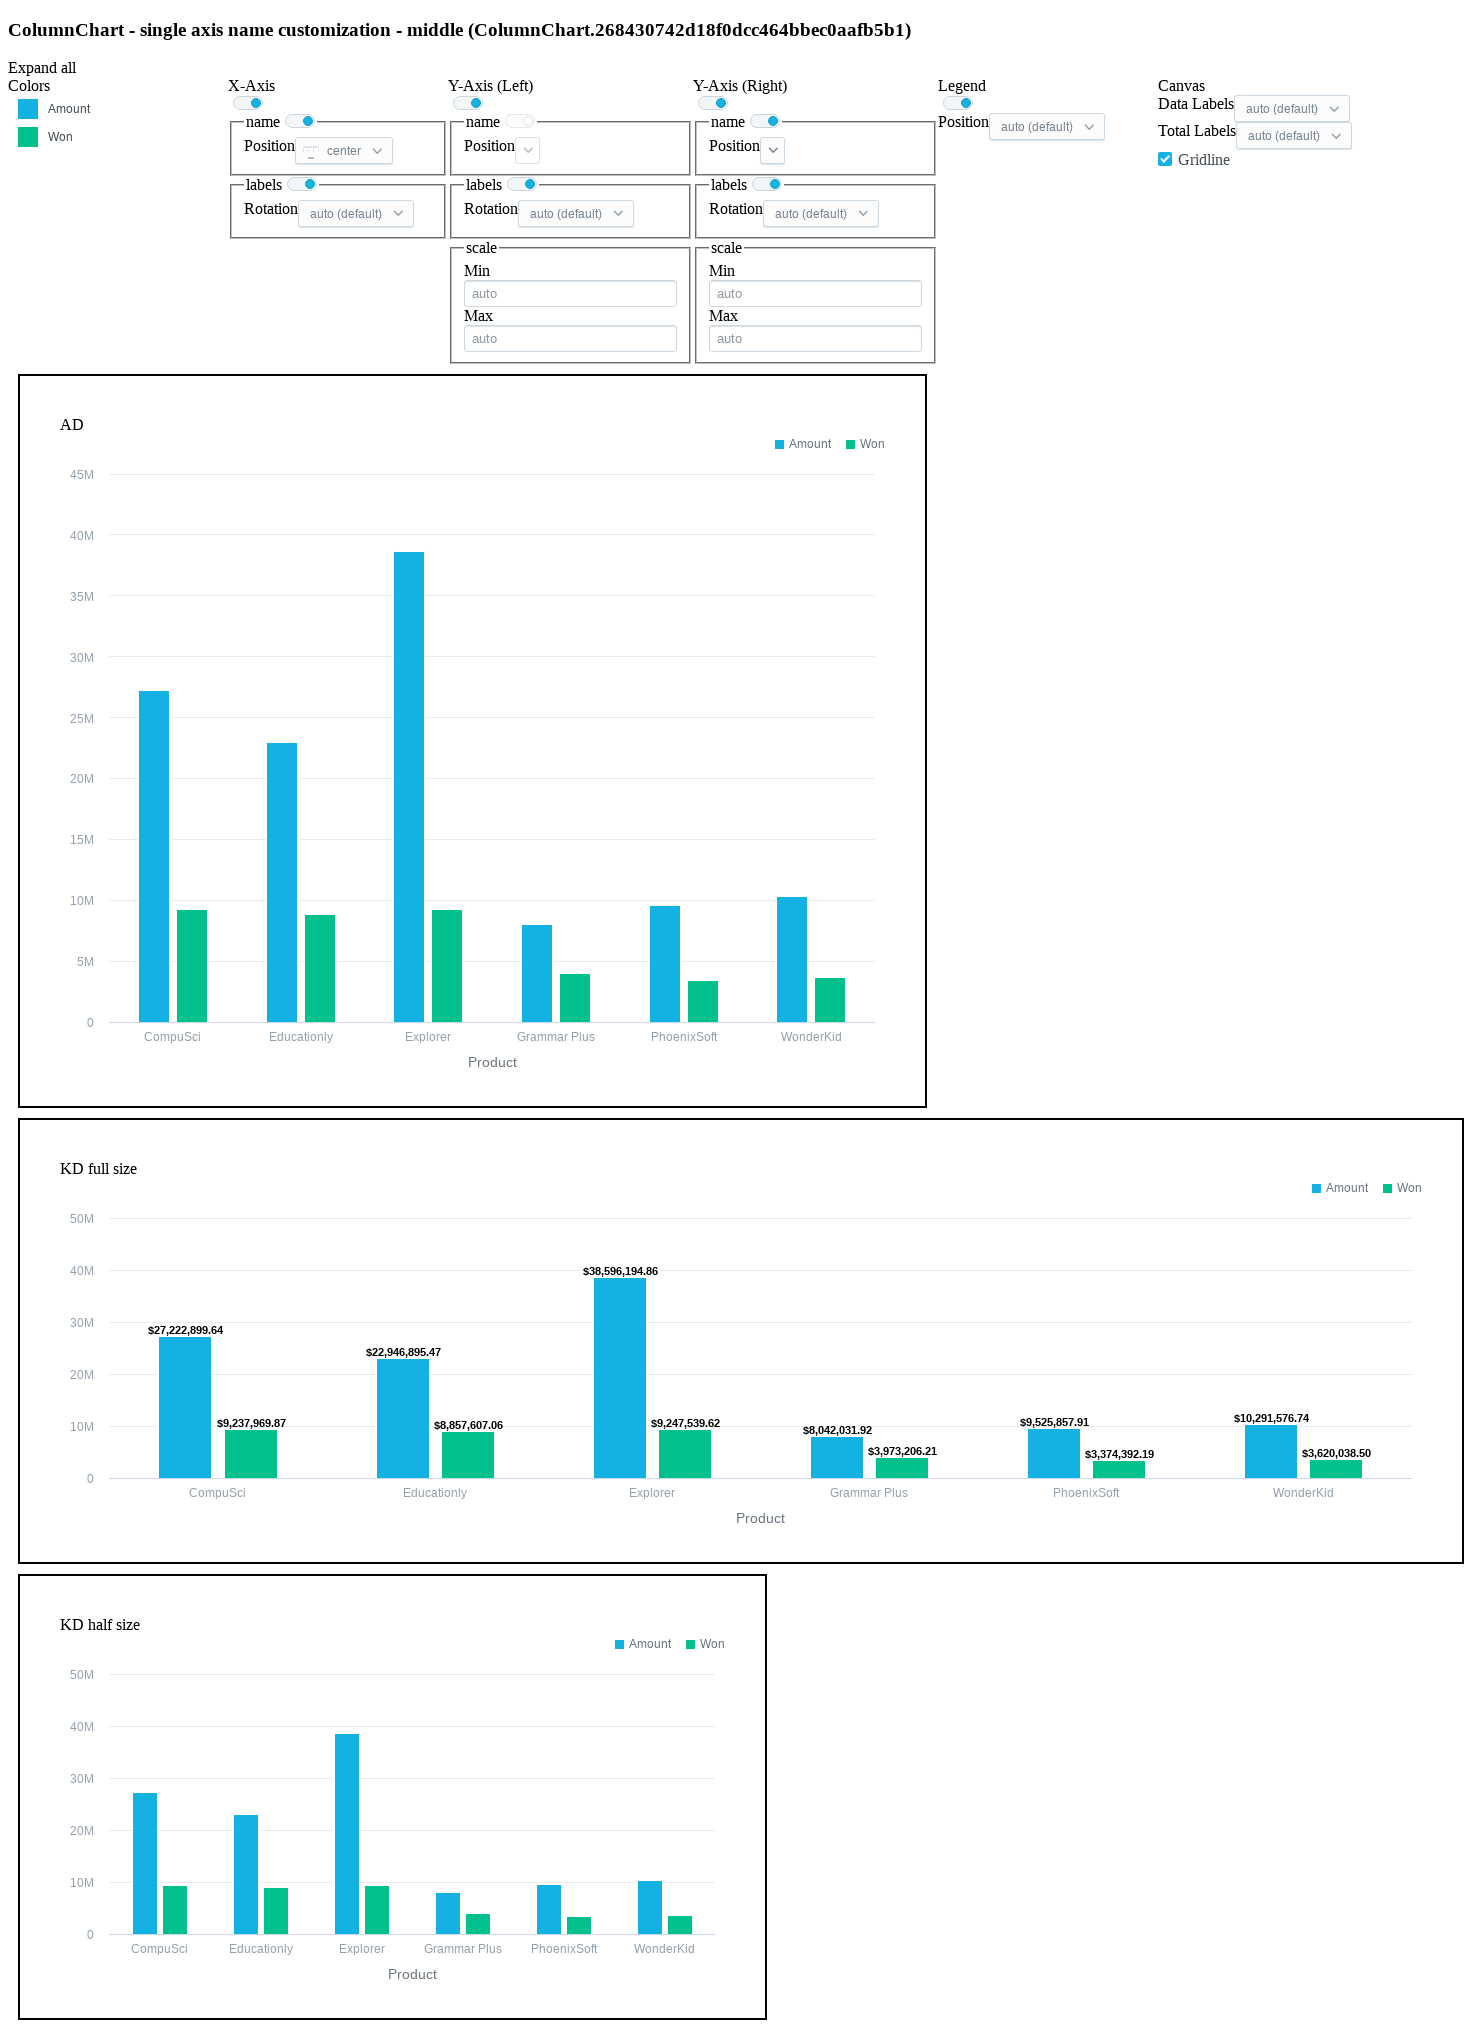 ColumnChart - single axis name customization - middle (ColumnChart.268430742d18f0dcc464bbec0aafb5b1)
Expand all
Colors
Amount
Won
X-Axis
name
Position center
labels
Rotation auto (default)
Y-Axis (Left)
name
Position
labels
Rotation auto (default)
scale
Min
auto
Max
auto
Y-Axis (Right)
name
Position
labels
Rotation auto (default)
scale
Min
auto
Max
auto
Legend
Position auto (default)
Canvas
Data Labels auto (default)
Total Labels auto (default)
Gridline
AD
Amount Won
45M
40M
35M
30M
25M
20M
15M
10M
5M
0
CompuSci Educationly Explorer Grammar Plus PhoenixSoft WonderKid
Product
KD full size
Amount Won
50M
40M
$38,596,194.86
30M
$27,222,899.64
$22,946,895.47
20M
10M
$9,237,969.87 $8,857,607.06 $9,247,539.62 $8,042,031.92 $3,973,206.21 $9,525,857.91 $3,374,392.19 $10,291,576.74 $3,620,038.50
0
CompuSci Educationly Explorer Grammar Plus PhoenixSoft WonderKid
Product
KD half size
Amount Won
50M
40M
30M
20M
10M
0
CompuSci Educationly Explorer Grammar Plus PhoenixSoft WonderKid
Product